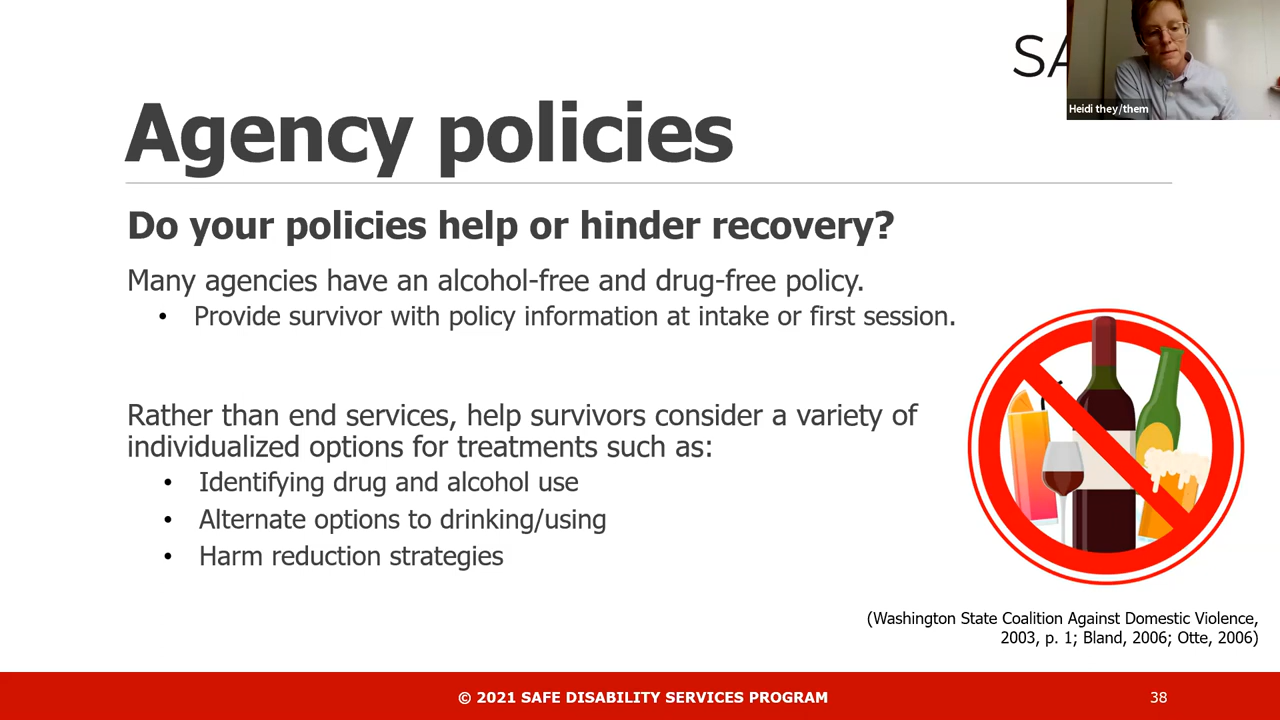 SA
Heidi they/them
Agency policies
Do your policies help or hinder recovery?
Many agencies have an alcohol-free and drug-free policy.
• Provide survivor with policy information at intake or first session.
Rather than end services, help survivors consider a variety of
individualized options for treatments such as:
• Identifying drug and alcohol use
• Alternate options to drinking/using
• Harm reduction strategies
(Washington State Coalition Against Domestic Violence,
2003, p. 1; Bland, 2006; Otte, 2006)
© 2021 SAFE DISABILITY SERVICES PROGRAM
38